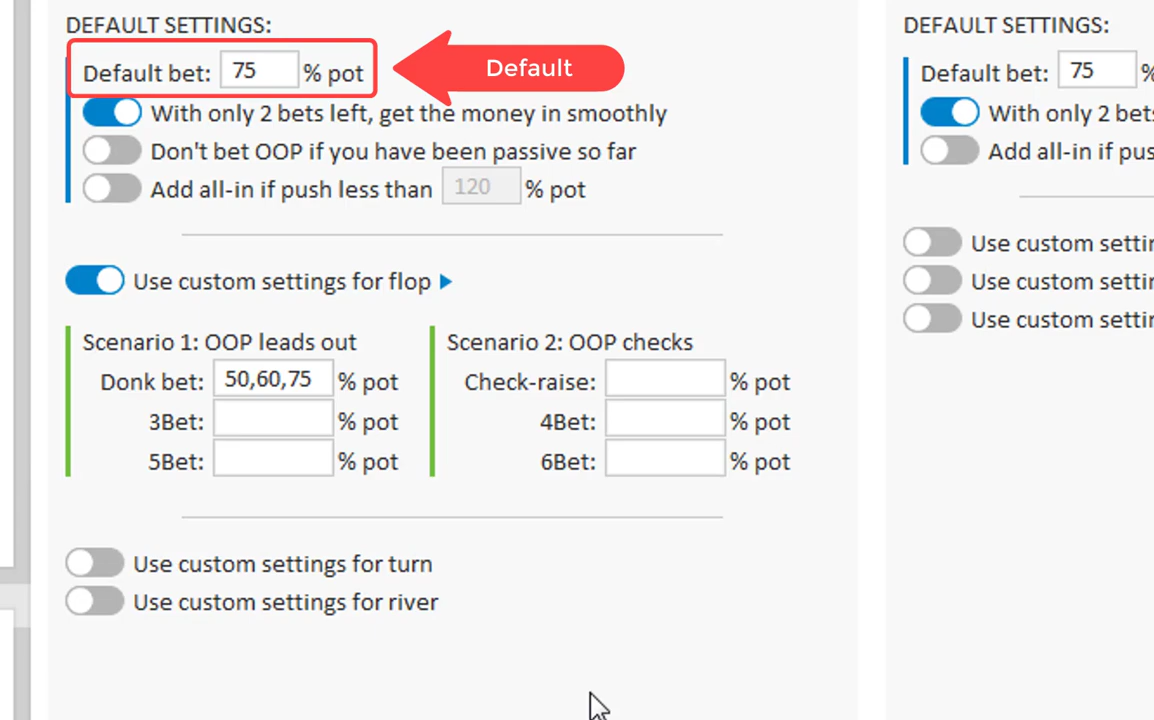 DEFAULT SETTINGS:
Default bet: 75 % pot
Default
With only 2 bets left, get the money in smoothly
Don't bet OOP if you have been passive so far
Add all-in if push less than 120 % pot
Use custom settings for flop
Scenario 1: OOP leads out
Donk bet: 50,60,75 % pot
3Bet: % pot
5Bet: % pot
Scenario 2: OOP checks
Check-raise: % pot
4Bet: % pot
6Bet: % pot
Use custom settings for turn
Use custom settings for river
DEFAULT SETTINGS:
Default bet: 75 %
With only 2 bets
Add all-in if
Use custom
Use custom
Use custom